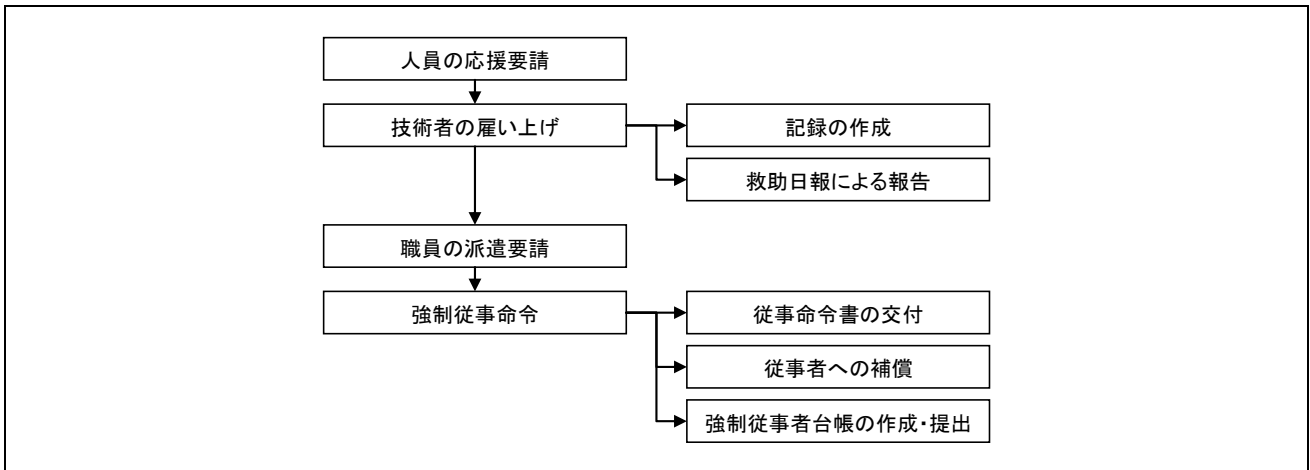 人員の応援要請
技術者の雇い上げ
記録の作成
救助日報による報告
職員の派遣要請
強制従事命令
従事命令書の交付
従事者への補償
強制従事者台帳の作成・提出